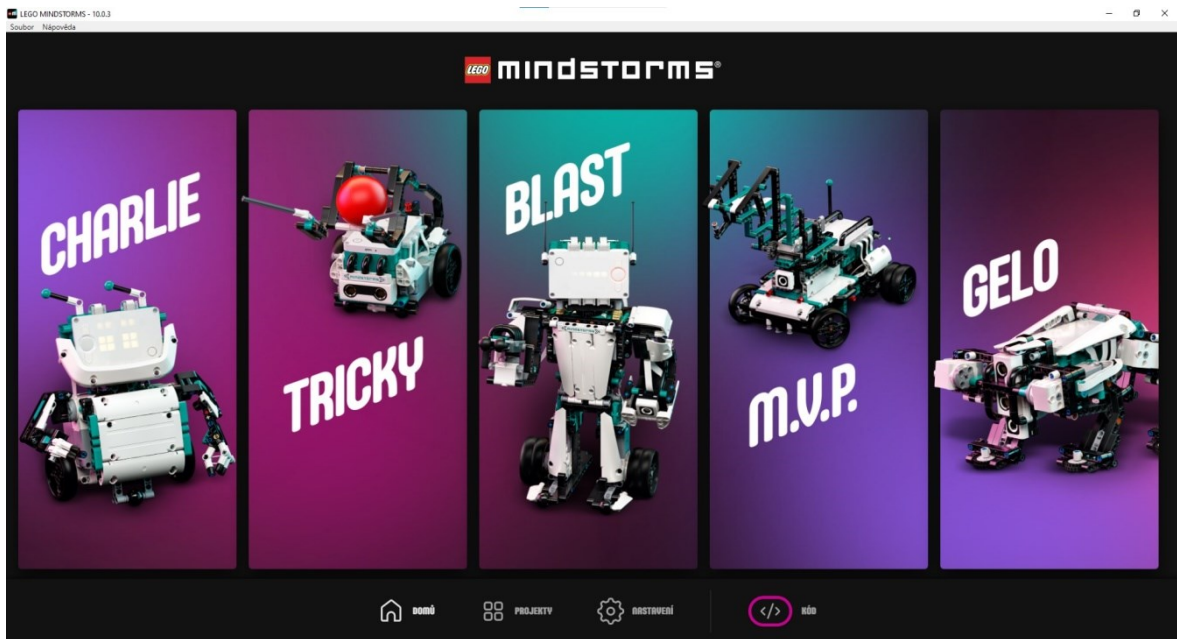 LEGO MINDSTORMS - 10.0.3
Soubor Nápověda
LEGO mindstorms®
CHARLIE
TRICKY
BLAST
M.V.P.
GELO
DOMŮ PROJEKTY NASTAVENÍ </> KÓD